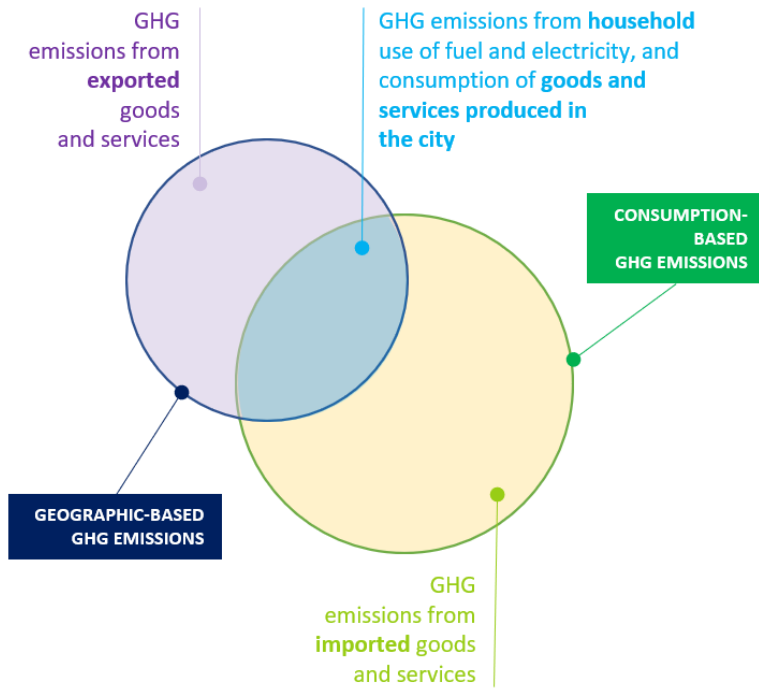 GHG
emissions from
exported
goods
and services
GHG emissions from household
use of fuel and electricity, and
consumption of goods and
services produced in
the city
CONSUMPTION-
BASED
GHG EMISSIONS
GEOGRAPHIC-BASED
GHG EMISSIONS
GHG
emissions from
imported goods
and services